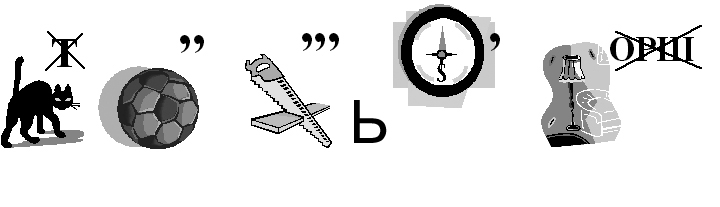 Т ,, ,,, Ь , ОРШ
S